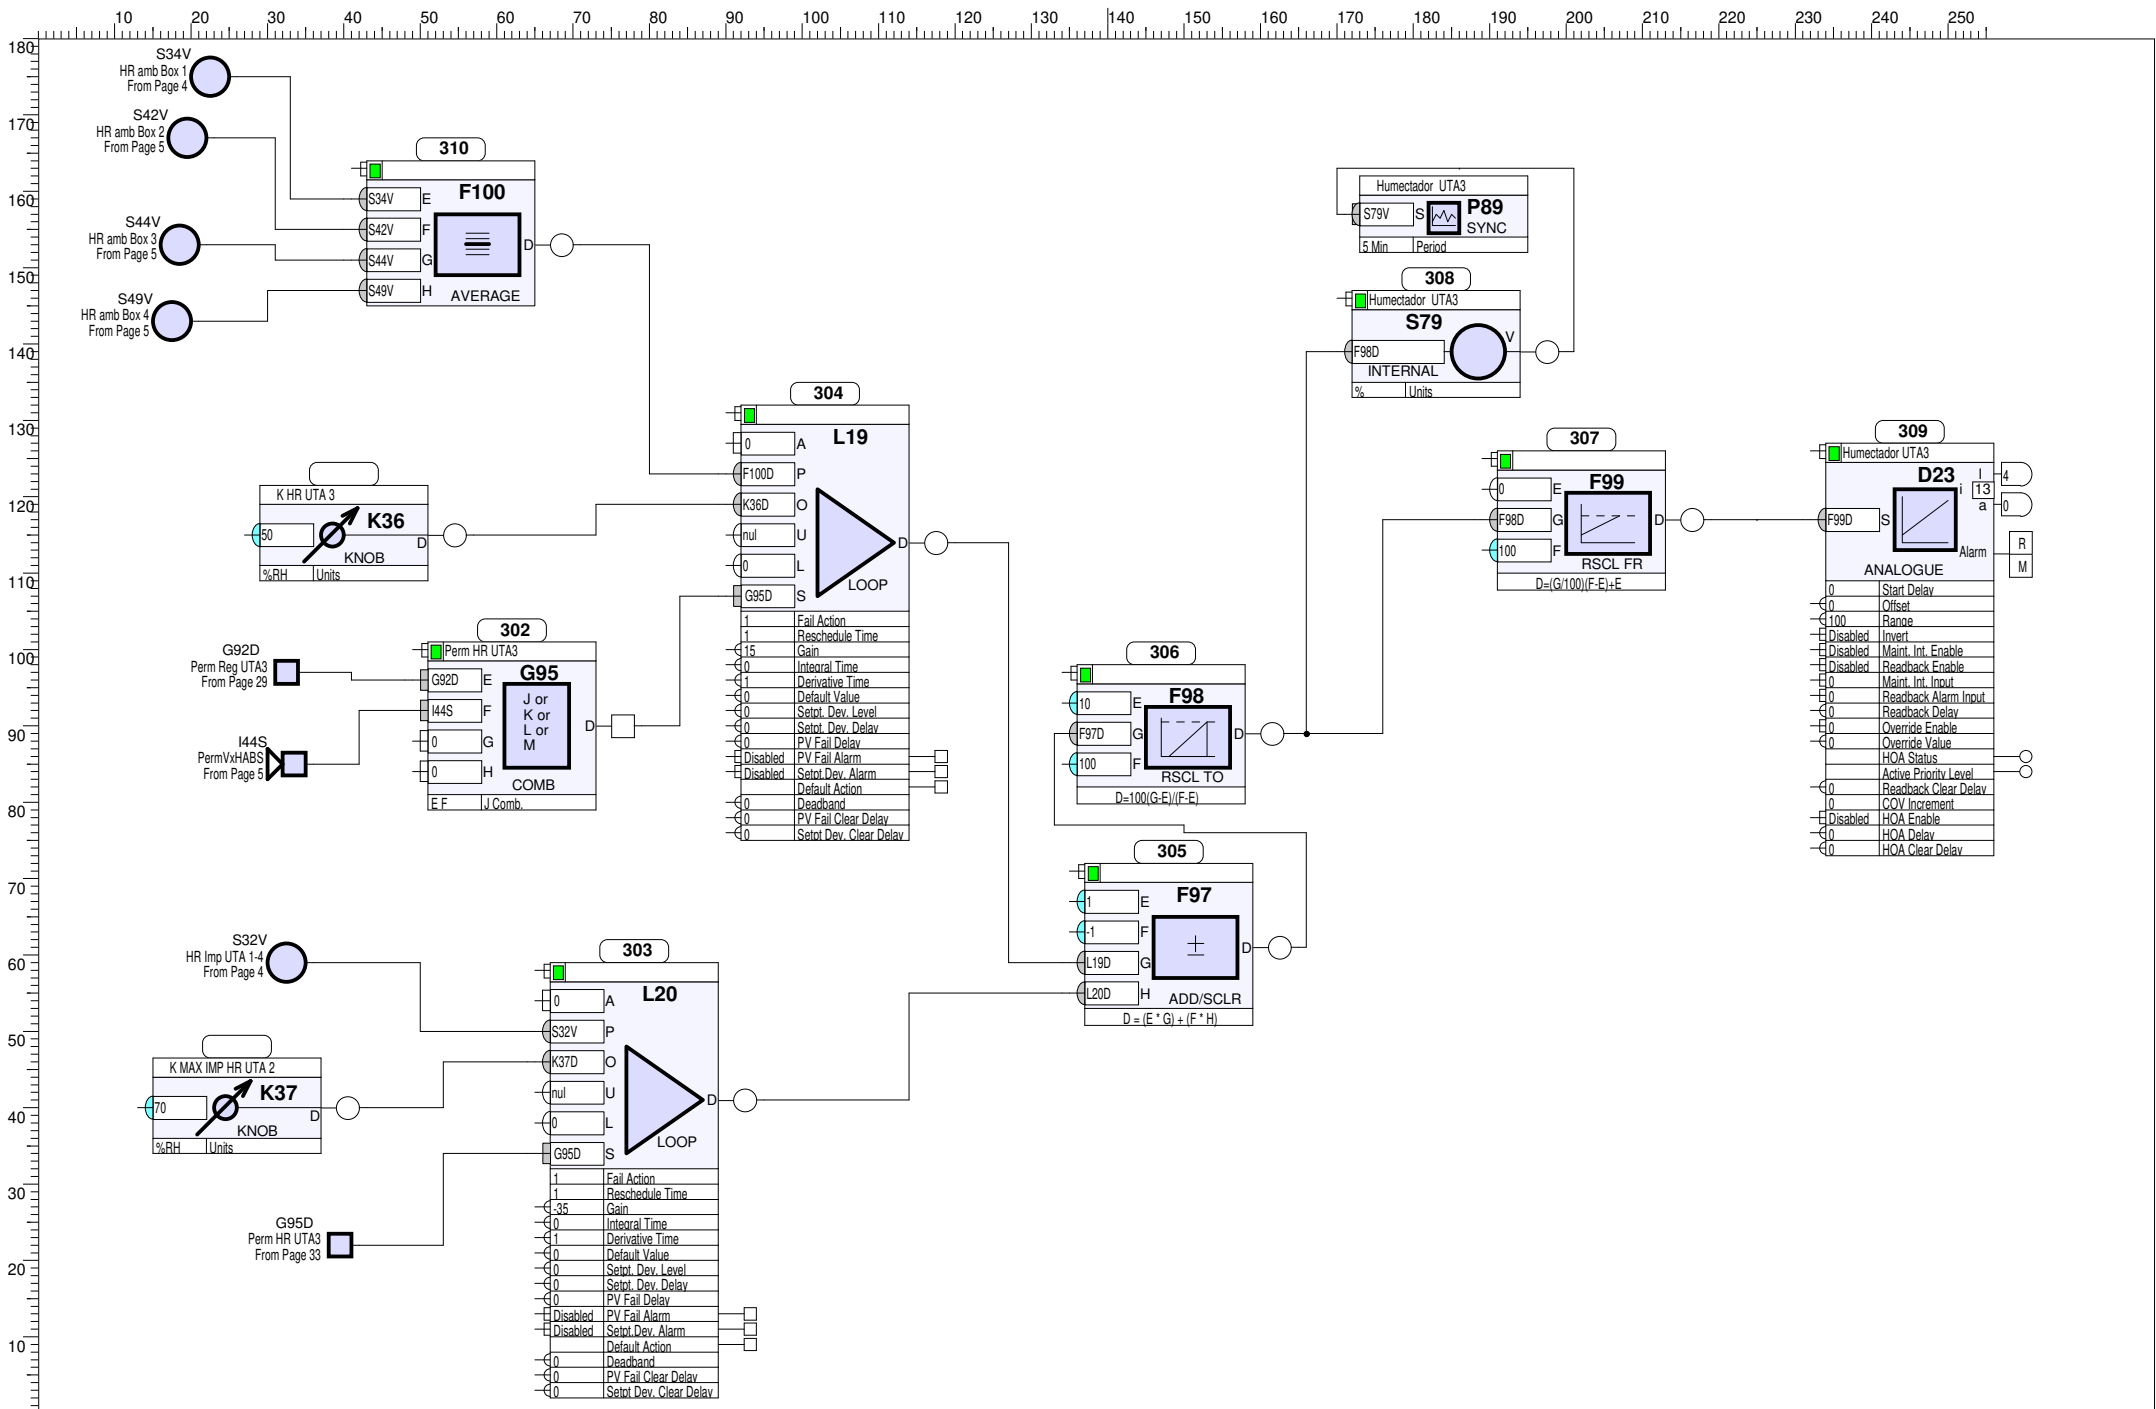 10 20 30 40 50 60 70 80 90 100 110 120 130 140 150 160 170 180 190 200 210 220 230 240 250
180
170
160
150
140
130
120
110
100
90
80
70
60
50
40
30
20
10
S34V
HR amb Box 1
From Page 4
S42V
HR amb Box 2
From Page 5
S44V
HR amb Box 3
From Page 5
S49V
HR amb Box 4
From Page 5
310
F100
S34V E
S42V F
S44V G
S49V H
D
AVERAGE
Humectador UTA3
S79V S P89
SYNC
5 Min Period
308
Humectador UTA3
S79
V
F98D
INTERNAL
% Units
K HR UTA 3
50 K36
D
KNOB
%RH Units
304
L19
0 A
F100D P
K36D O
nul U
D
0 L
LOOP
G95D S
1 Fail Action
1 Reschedule Time
15 Gain
0 Integral Time
1 Derivative Time
0 Default Value
0 Setpt. Dev. Level
0 Setpt. Dev. Delay
0 PV Fail Delay
Disabled PV Fail Alarm
Disabled Setpt.Dev. Alarm
Default Action
0 Deadband
0 PV Fail Clear Delay
0 Setpt Dev. Clear Delay
G92D
Perm Reg UTA3
From Page 29
I44S
PermVxHABS
From Page 5
302
Perm HR UTA3
G95
G92D E
I44S F
0 G
0 H
J or
K or
L or
M
D
COMB
E F J Comb.
307
F99
0 E
F98D G
100 F
D
RSCL FR
D=(G/100)(F-E)+E
309
Humectador UTA3
D23
I 4
i 13
a 0
F99D S
Alarm
R
M
ANALOGUE
0 Start Delay
0 Offset
100 Range
Disabled Invert
Disabled Maint. Int. Enable
Disabled Readback Enable
0 Maint. Int. Input
0 Readback Alarm Input
0 Readback Delay
0 Override Enable
0 Override Value
HOA Status
Active Priority Level
0 Readback Clear Delay
0 COV Increment
Disabled HOA Enable
0 HOA Delay
0 HOA Clear Delay
306
F98
10 E
F97D G
100 F
D
RSCL TO
D=100(G-E)/(F-E)
305
F97
1 E
-1 F
L19D G
L20D H
±
D
ADD/SCLR
D = (E * G) + (F * H)
S32V
HR Imp UTA 1-4
From Page 4
K MAX IMP HR UTA 2
70 K37
D
KNOB
%RH Units
G95D
Perm HR UTA3
From Page 33
303
L20
0 A
S32V P
K37D O
nul U
D
0 L
LOOP
G95D S
1 Fail Action
1 Reschedule Time
-35 Gain
0 Integral Time
1 Derivative Time
0 Default Value
0 Setpt. Dev. Level
0 Setpt. Dev. Delay
0 PV Fail Delay
Disabled PV Fail Alarm
Disabled Setpt.Dev. Alarm
Default Action
0 Deadband
0 PV Fail Clear Delay
0 Setpt Dev. Clear Delay